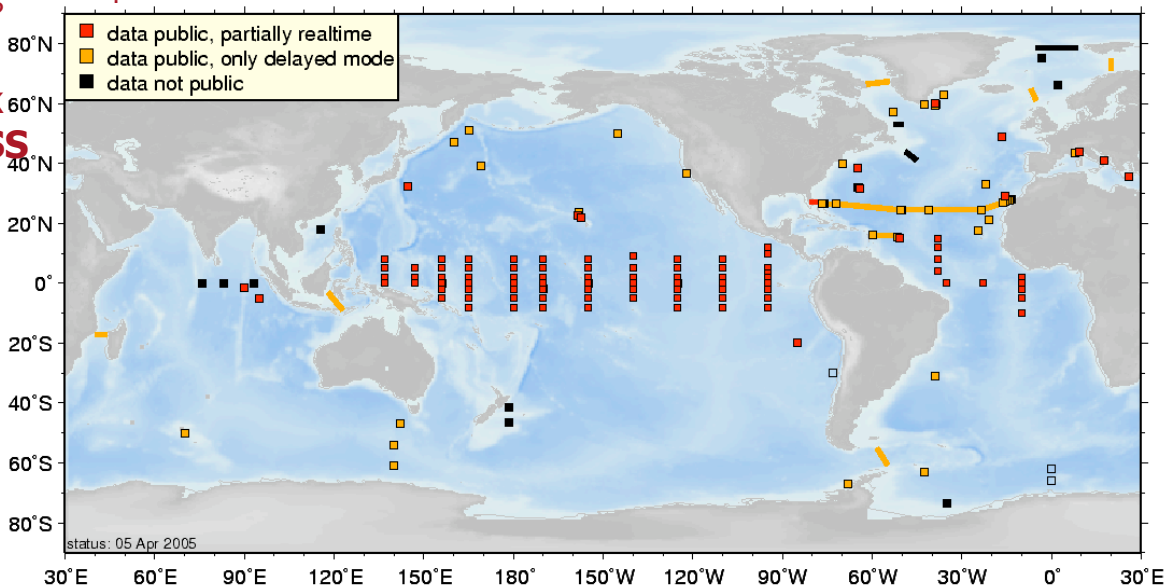 data public, partially realtime
data public, only delayed mode
data not public
80°N
60°N
40°N
20°N
0°
20°S
40°S
60°S
80°S
status: 05 Apr 2005
30°E 60°E 90°E 120°E 150°E 180° 150°W 120°W 90°W 60°W 30°W 0° 30°E